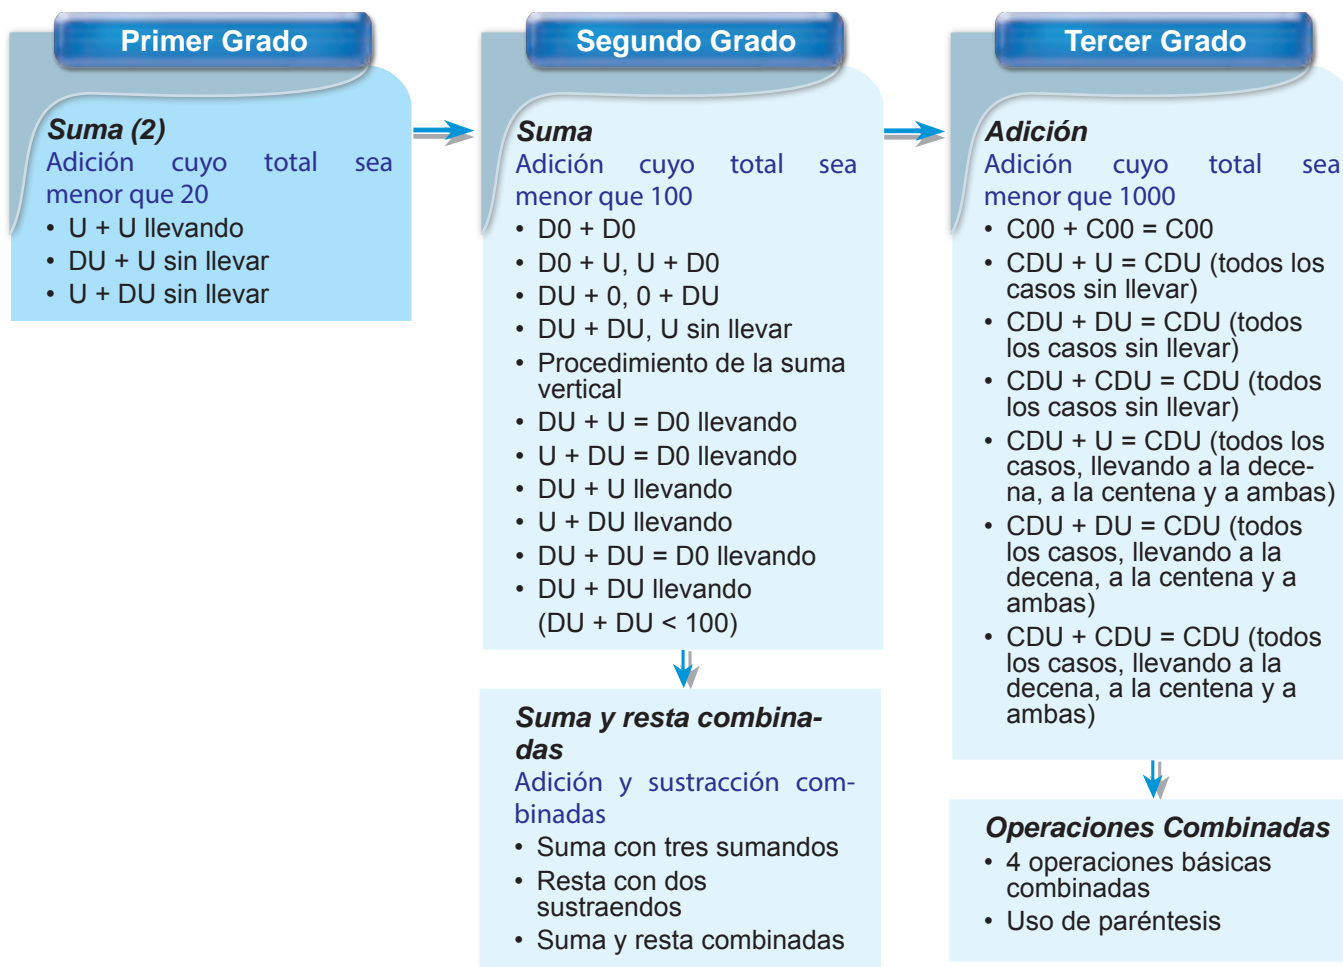 Primer Grado
Suma (2)
Adición cuyo total sea
menor que 20
• U + U llevando
• DU + U sin llevar
• U + DU sin llevar
Segundo Grado
Suma
Adición cuyo total sea
menor que 100
• D0 + D0
• D0 + U, U + D0
• DU + 0, 0 + DU
• DU + DU, U sin llevar
• Procedimiento de la suma
vertical
• DU + U = D0 llevando
• U + DU = D0 llevando
• DU + U llevando
• U + DU llevando
• DU + DU = D0 llevando
• DU + DU llevando
(DU + DU < 100)
Suma y resta combina-
das
Adición y sustracción com-
binadas
• Suma con tres sumandos
• Resta con dos
sustraendos
• Suma y resta combinadas
Tercer Grado
Adición
Adición cuyo total sea
menor que 1000
• C00 + C00 = C00
• CDU + U = CDU (todos los
casos sin llevar)
• CDU + DU = CDU (todos
los casos sin llevar)
• CDU + CDU = CDU (todos
los casos sin llevar)
• CDU + U = CDU (todos los
casos, llevando a la dece-
na, a la centena y a ambas)
• CDU + DU = CDU (todos
los casos, llevando a la
decena, a la centena y a
ambas)
• CDU + CDU = CDU (todos
los casos, llevando a la
decena, a la centena y a
ambas)
Operaciones Combinadas
• 4 operaciones básicas
combinadas
• Uso de paréntesis